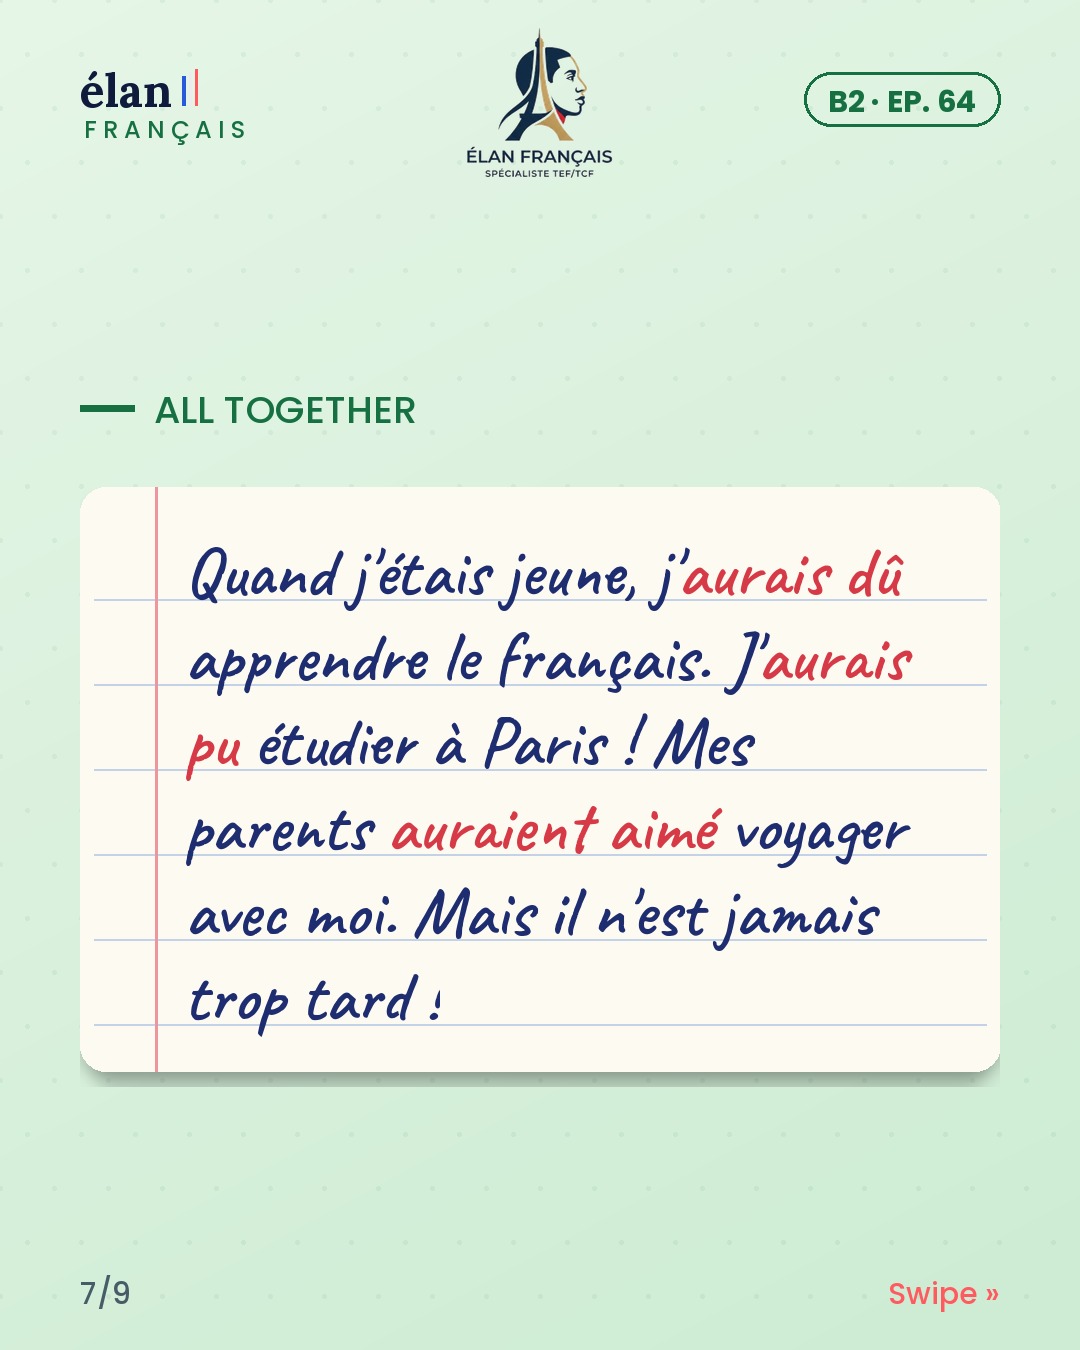 élan
FRANÇAIS
ÉLAN FRANÇAIS
SPÉCIALISTE TEF/TCF
B2 · EP. 64
ALL TOGETHER
Quand j'étais jeune, j'aurais dû
apprendre le français. J'aurais
pu étudier à Paris ! Mes
parents auraient aimé voyager
avec moi. Mais il n'est jamais
trop tard !
7/9
Swipe »